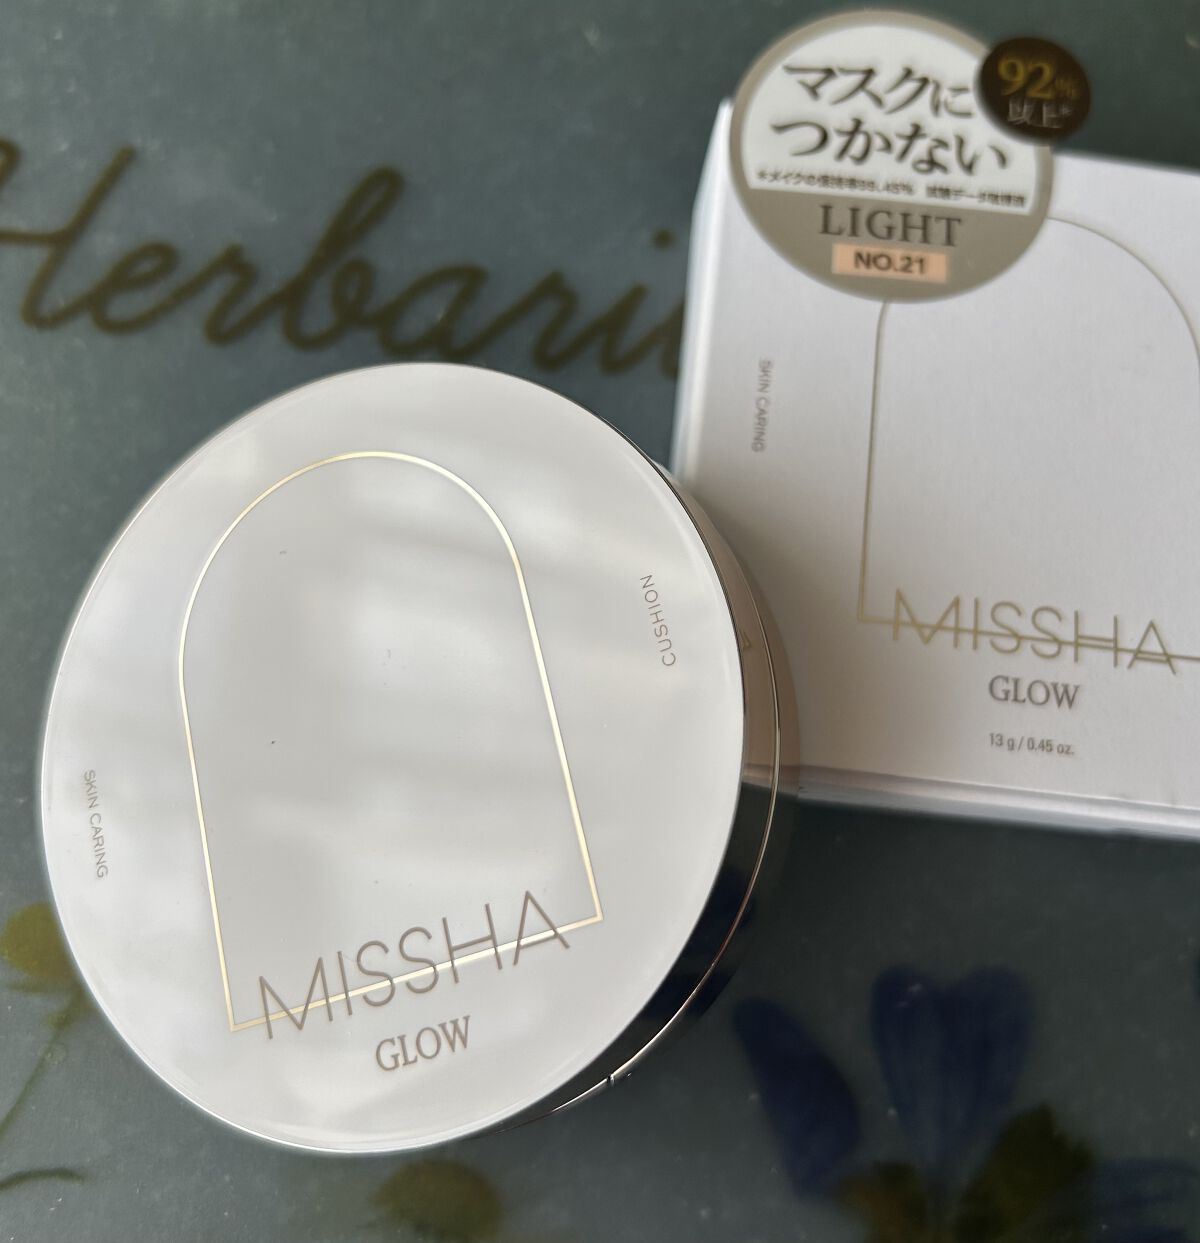 Herbari
マスクに
つかない
92%
以上*
LIGHT
NO.21
SKIN CARING
MISSHA
GLOW
13 g / 0.45 oz.
CUSHION
SKIN CARING
MISSHA
GLOW